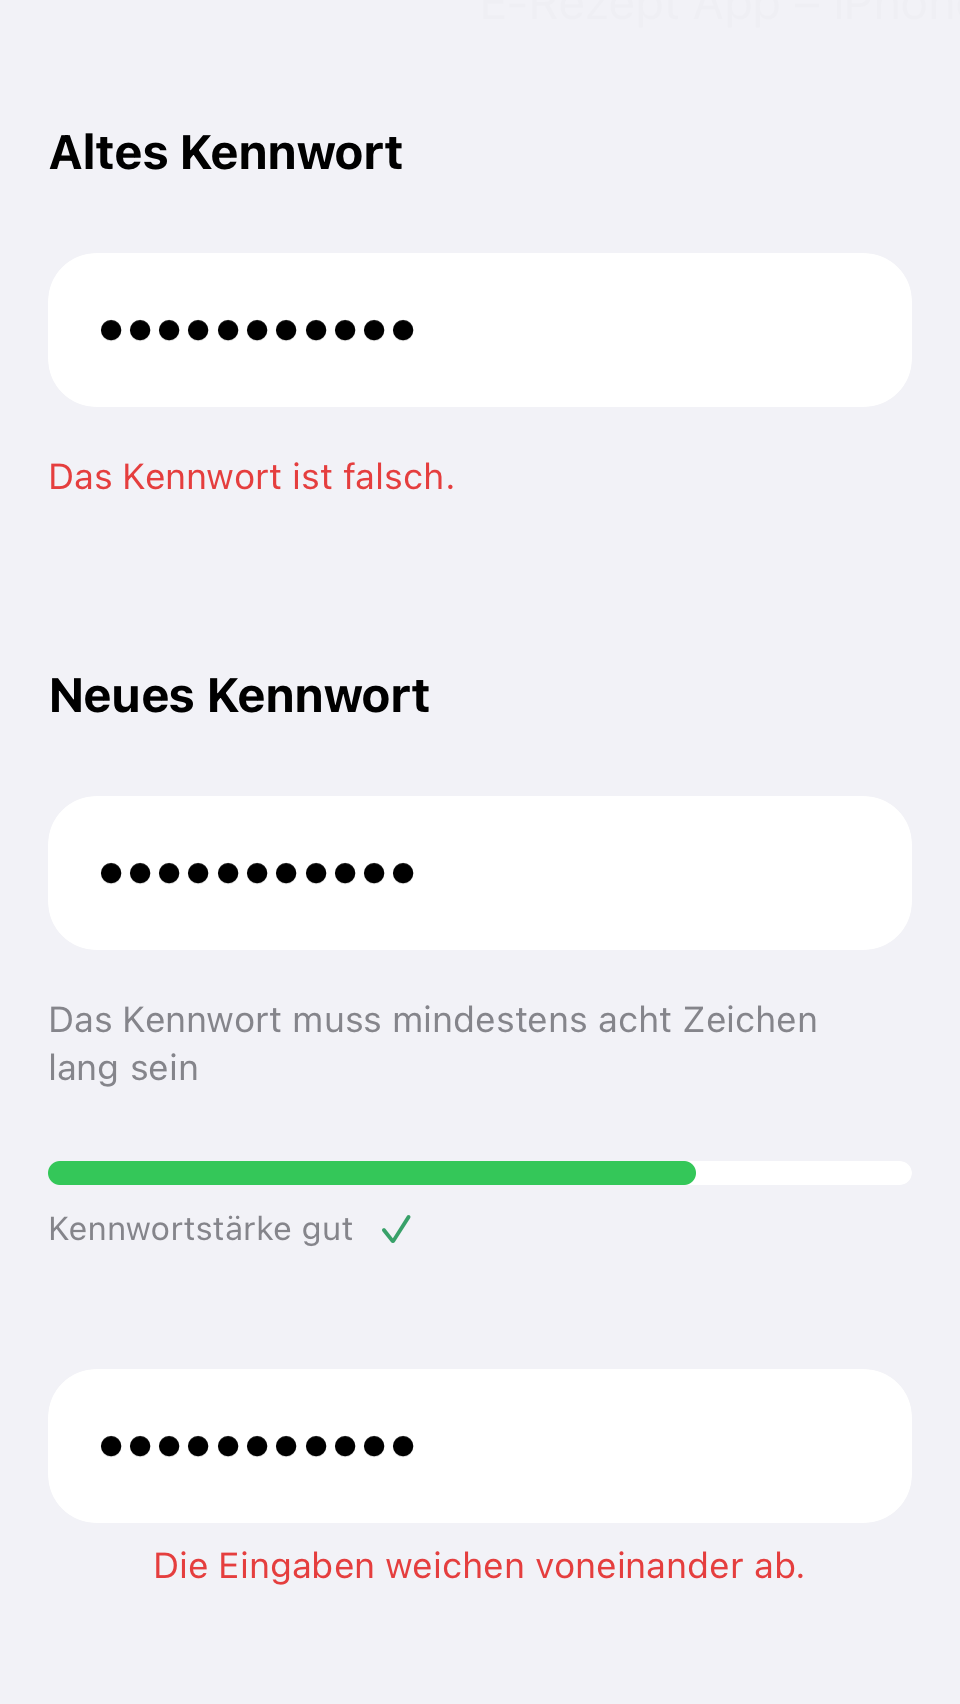 E-Rezept App – iPhon
Altes Kennwort
•••••••••••
Das Kennwort ist falsch.
Neues Kennwort
•••••••••••
Das Kennwort muss mindestens acht Zeichen
lang sein
Kennwortstärke gut ✓
•••••••••••
Die Eingaben weichen voneinander ab.